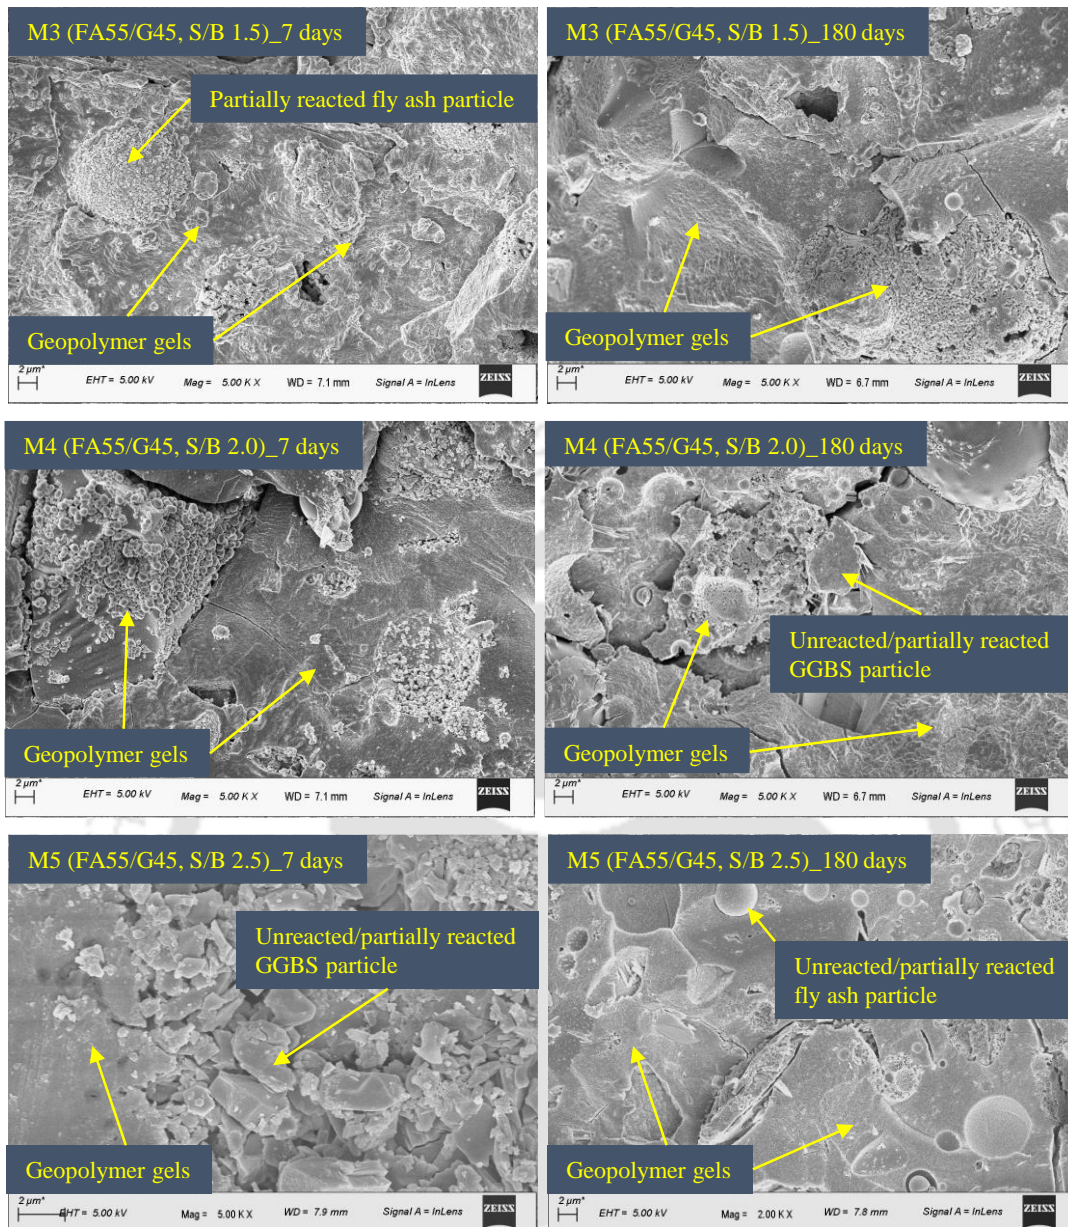 M3 (FA55/G45, S/B 1.5)_7 days
Partially reacted fly ash particle
Geopolymer gels
2 µm*
EHT = 5.00 kV Mag = 5.00 K X WD = 7.1 mm Signal A = InLens ZEISS
M3 (FA55/G45, S/B 1.5)_180 days
Geopolymer gels
2 µm*
EHT = 5.00 kV Mag = 5.00 K X WD = 6.7 mm Signal A = InLens ZEISS
M4 (FA55/G45, S/B 2.0)_7 days
Geopolymer gels
2 µm*
EHT = 5.00 kV Mag = 5.00 K X WD = 7.1 mm Signal A = InLens ZEISS
M4 (FA55/G45, S/B 2.0)_180 days
Unreacted/partially reacted
GGBS particle
Geopolymer gels
2 µm*
EHT = 5.00 kV Mag = 5.00 K X WD = 6.7 mm Signal A = InLens ZEISS
M5 (FA55/G45, S/B 2.5)_7 days
Unreacted/partially reacted
GGBS particle
Geopolymer gels
2 µm*
EHT = 5.00 kV Mag = 5.00 K X WD = 7.9 mm Signal A = InLens ZEISS
M5 (FA55/G45, S/B 2.5)_180 days
Unreacted/partially reacted
fly ash particle
Geopolymer gels
2 µm*
EHT = 5.00 kV Mag = 2.00 K X WD = 7.8 mm Signal A = InLens ZEISS